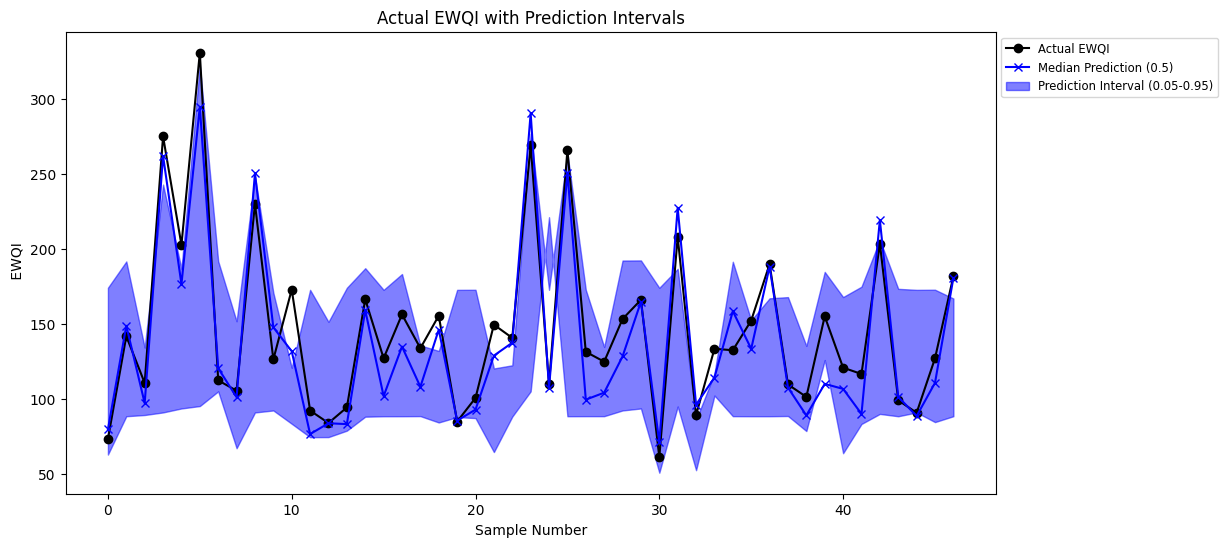 Actual EWQI with Prediction Intervals
Actual EWQI
Median Prediction (0.5)
Prediction Interval (0.05-0.95)
EWQI
300
250
200
150
100
50
0
10
20
30
40
Sample Number